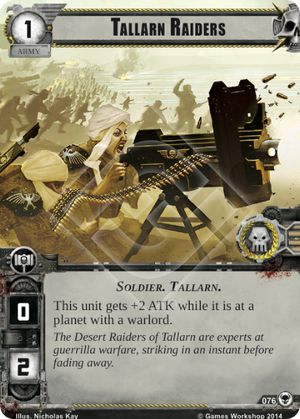 1
ARMY
TALLARN RAIDERS
SOLDIER. TALLARN.
0
This unit gets +2 ATK while it is at a
planet with a warlord.
2
The Desert Raiders of Tallarn are experts at
guerrilla warfare, striking in an instant before
fading away.
076
Illus. Nicholas Kay
© Games Workshop 2014